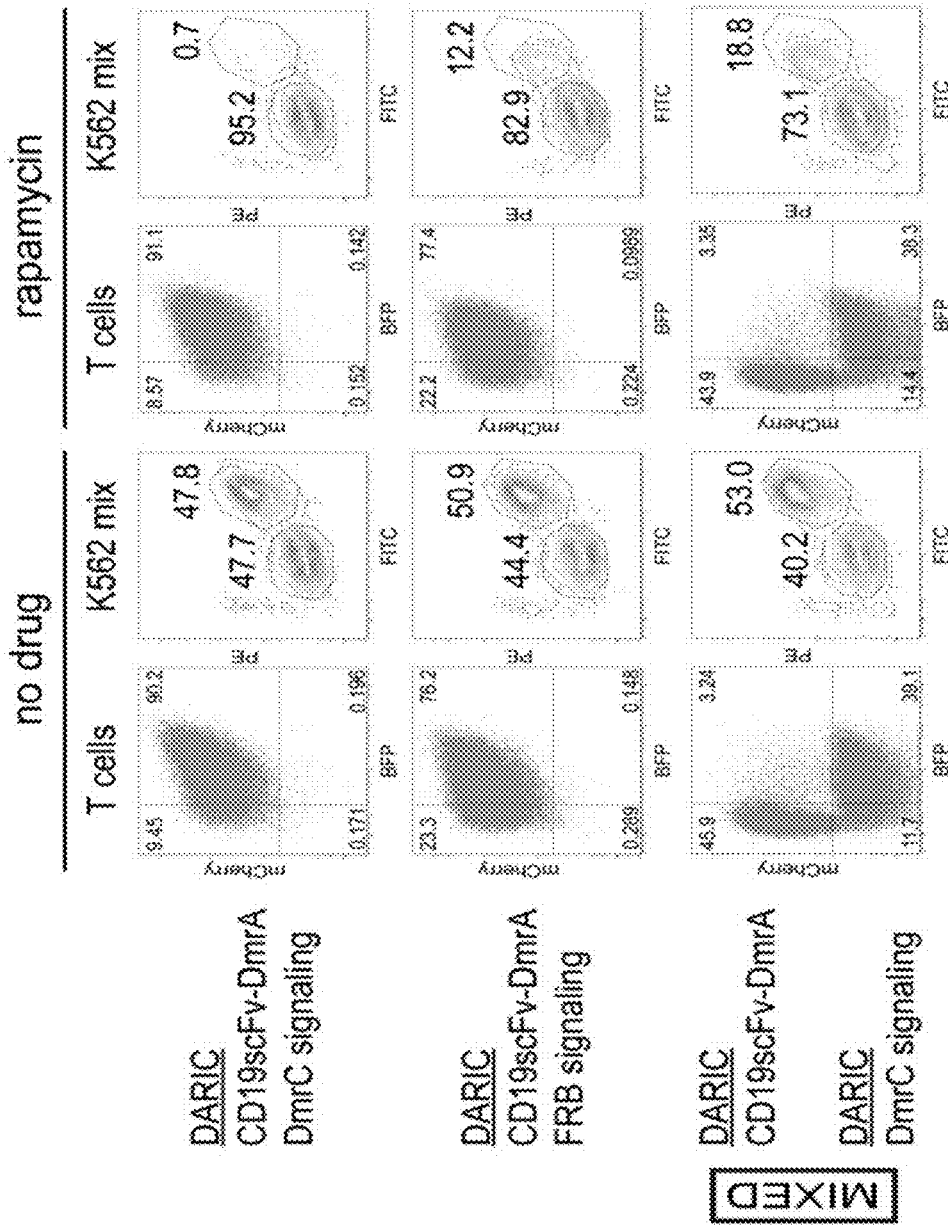 no drug
rapamycin
T cells
K562 mix
T cells
K562 mix
DARIC
CD19scFv-DmrA
DmrC signaling
mCherry
9.45
90.2
0.171
0.196
BFP
PE
47.7
47.8
FITC
mCherry
8.57
91.1
0.152
0.142
BFP
PE
95.2
0.7
FITC
DARIC
CD19scFv-DmrA
FRB signaling
mCherry
23.3
76.2
0.269
0.148
BFP
PE
44.4
50.9
FITC
mCherry
22.2
77.4
0.224
BFP
PE
82.9
12.2
FITC
MIXED
DARIC
CD19scFv-DmrA
DARIC
DmrC signaling
mCherry
45.9
3.24
11.7
39.1
BFP
PE
40.2
53.0
FITC
mCherry
43.9
3.35
14.4
38.3
BFP
PE
73.1
18.8
FITC